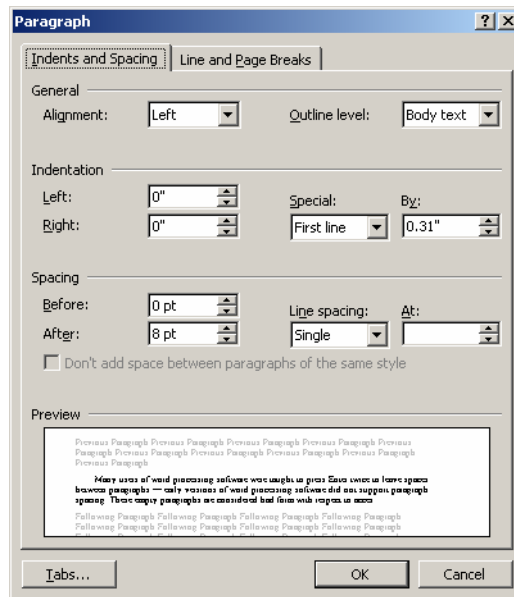 Paragraph
Indents and Spacing Line and Page Breaks
General
Alignment: Left Outline level: Body text
Indentation
Left: 0" Special: By:
Right: 0" First line 0.31"
Spacing
Before: 0 pt Line spacing: At:
After: 8 pt Single
Don't add space between paragraphs of the same style
Preview
Previous Paragraph Previous Paragraph Previous Paragraph Previous Paragraph Previous
Paragraph Previous Paragraph Previous Paragraph Previous Paragraph Previous Paragraph
Previous Paragraph
Many users of word processing software were taught to press Enter twice to leave spaces
between paragraphs — early versions of word processing software did not support paragraph
spacing. These empty paragraphs are considered bad form with respect to
Following Paragraph Following Paragraph Following Paragraph Following Paragraph
Following Paragraph Following Paragraph Following Paragraph Following Paragraph
Tabs... OK Cancel